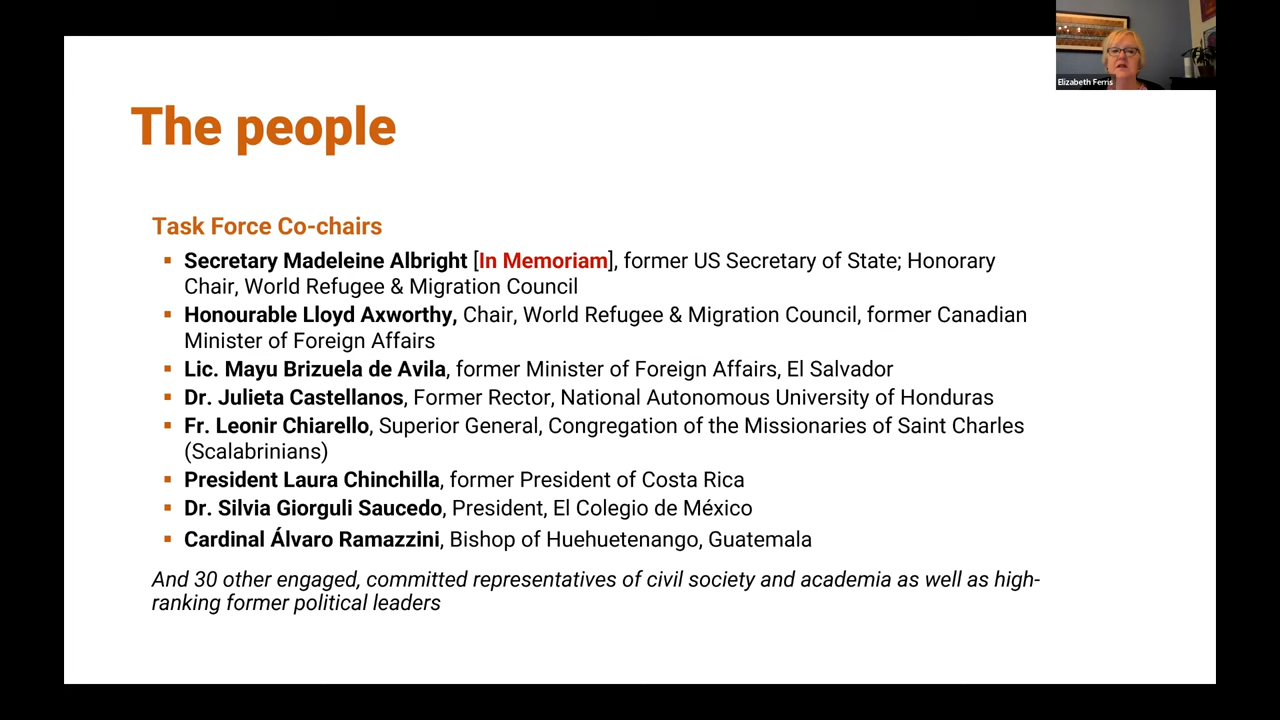 Elizabeth Ferris
The people
Task Force Co-chairs
▪ Secretary Madeleine Albright [In Memoriam], former US Secretary of State; Honorary
Chair, World Refugee & Migration Council
▪ Honourable Lloyd Axworthy, Chair, World Refugee & Migration Council, former Canadian
Minister of Foreign Affairs
▪ Lic. Mayu Brizuela de Avila, former Minister of Foreign Affairs, El Salvador
▪ Dr. Julieta Castellanos, Former Rector, National Autonomous University of Honduras
▪ Fr. Leonir Chiarello, Superior General, Congregation of the Missionaries of Saint Charles
(Scalabrinians)
▪ President Laura Chinchilla, former President of Costa Rica
▪ Dr. Silvia Giorguli Saucedo, President, El Colegio de México
▪ Cardinal Álvaro Ramazzini, Bishop of Huehuetenango, Guatemala
And 30 other engaged, committed representatives of civil society and academia as well as high-
ranking former political leaders